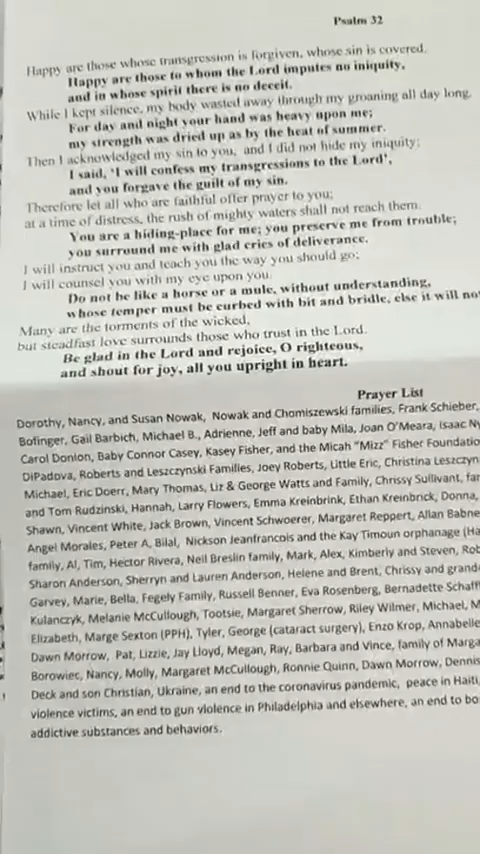 Psalm 32
Happy are those whose transgression is forgiven, whose sin is covered.
Happy are those to whom the Lord imputes no iniquity,
and in whose spirit there is no deceit.
While I kept silence, my body wasted away through my groaning all day long.
For day and night your hand was heavy upon me;
my strength was dried up as by the heat of summer.
Then I acknowledged my sin to you, and I did not hide my iniquity;
I said, 'I will confess my transgressions to the Lord',
and you forgave the guilt of my sin.
Therefore let all who are faithful offer prayer to you;
at a time of distress, the rush of mighty waters shall not reach them.
You are a hiding-place for me; you preserve me from trouble;
you surround me with glad cries of deliverance.
I will instruct you and teach you the way you should go;
I will counsel you with my eye upon you.
Do not be like a horse or a mule, without understanding,
whose temper must be curbed with bit and bridle, else it will no
Many are the torments of the wicked,
but steadfast love surrounds those who trust in the Lord.
Be glad in the Lord and rejoice, O righteous,
and shout for joy, all you upright in heart.
Prayer List
Dorothy, Nancy, and Susan Nowak, Nowak and Chomiszewski families, Frank Schieber,
Bofinger, Gail Barbich, Michael B., Adrienne, Jeff and baby Mila, Joan O'Meara, Isaac Ny
Carol Donlon, Baby Connor Casey, Kasey Fisher, and the Micah "Mizz" Fisher Foundatio
DiPadova, Roberts and Leszczynski Families, Joey Roberts, Little Eric, Christina Leszczyn
Michael, Eric Doerr, Mary Thomas, Liz & George Watts and Family, Chrissy Sullivant, far
and Tom Rudzinski, Hannah, Larry Flowers, Emma Kreinbrink, Ethan Kreinbrick, Donna,
Shawn, Vincent White, Jack Brown, Vincent Schwoerer, Margaret Reppert, Allan Babne
Angel Morales, Peter A, Bilal, Nickson Jeanfrancois and the Kay Timoun orphanage (Ha
family, Al, Tim, Hector Rivera, Neil Breslin family, Mark, Alex, Kimberly and Steven, Rob
Sharon Anderson, Sherryn and Lauren Anderson, Helene and Brent, Chrissy and grand
Garvey, Marie, Bella, Fegely Family, Russell Benner, Eva Rosenberg, Bernadette Schaff
Kulanczyk, Melanie McCullough, Tootsie, Margaret Sherrow, Riley Wilmer, Michael, M
Elizabeth, Marge Sexton (PPH), Tyler, George (cataract surgery), Enzo Krop, Annabelle
Dawn Morrow, Pat, Lizzie, Jay Lloyd, Megan, Ray, Barbara and Vince, family of Marga
Borowiec, Nancy, Molly, Margaret McCullough, Ronnie Quinn, Dawn Morrow, Dennis
Deck and son Christian, Ukraine, an end to the coronavirus pandemic, peace in Haiti,
violence victims, an end to gun violence in Philadelphia and elsewhere, an end to bo
addictive substances and behaviors.